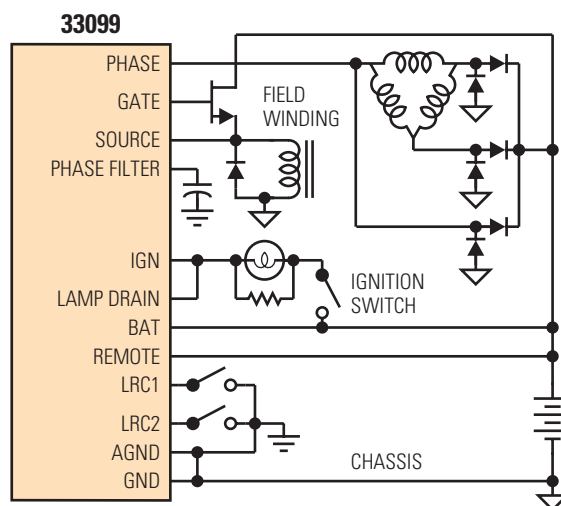 33099
PHASE
GATE
SOURCE
PHASE FILTER
FIELD
WINDING
IGN
LAMP DRAIN
IGNITION
SWITCH
BAT
REMOTE
LRC1
LRC2
AGND
CHASSIS
GND